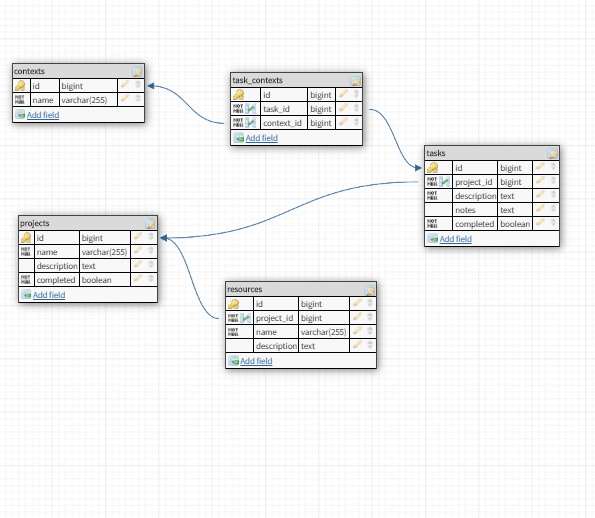 contexts
id bigint
NOT NULL name varchar(255)
Add field
task_contexts
id bigint
NOT NULL task_id bigint
NOT NULL context_id bigint
Add field
tasks
id bigint
NOT NULL project_id bigint
NOT NULL description text
notes text
NOT NULL completed boolean
Add field
projects
id bigint
NOT NULL name varchar(255)
description text
NOT NULL completed boolean
Add field
resources
id bigint
NOT NULL project_id bigint
NOT NULL name varchar(255)
description text
Add field